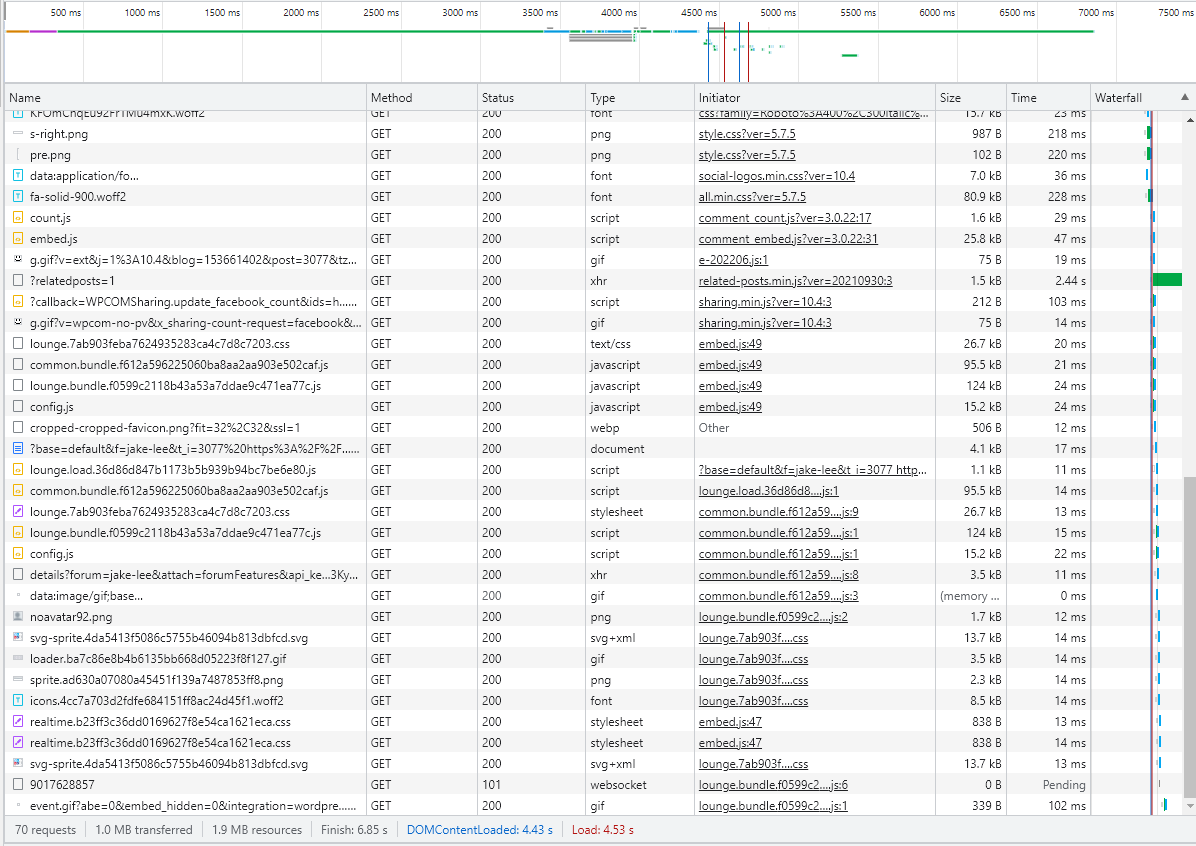 500 ms 1000 ms 1500 ms 2000 ms 2500 ms 3000 ms 3500 ms 4000 ms 4500 ms 5000 ms 5500 ms 6000 ms 6500 ms 7000 ms 7500 ms
Name Method Status Type Initiator Size Time Waterfall
KFOmCnqEu92Fr1Mu4mxK.woff2 GET 200 font css?family=Roboto%3A400%2C300italic%... 15.7 kB 23 ms
s-right.png GET 200 png style.css?ver=5.7.5 987 B 218 ms
pre.png GET 200 png style.css?ver=5.7.5 102 B 220 ms
data:application/fo... GET 200 font social-logos.min.css?ver=10.4 7.0 kB 36 ms
fa-solid-900.woff2 GET 200 font all.min.css?ver=5.7.5 80.9 kB 228 ms
count.js GET 200 script comment_count.js?ver=3.0.22:17 1.6 kB 29 ms
embed.js GET 200 script comment_embed.js?ver=3.0.22:31 25.8 kB 47 ms
g.gif?v=ext&j=1%3A10.4&blog=153661402&post=3077&tz... GET 200 gif e-202206.js:1 75 B 19 ms
?relatedposts=1 GET 200 xhr related-posts.min.js?ver=20210930:3 1.5 kB 2.44 s
?callback=WPCOMSharing.update_facebook_count&ids=h...... GET 200 script sharing.min.js?ver=10.4:3 212 B 103 ms
g.gif?v=wpcom-no-pv&x_sharing-count-request=facebook&... GET 200 gif sharing.min.js?ver=10.4:3 75 B 14 ms
lounge.7ab903feba7624935283ca4c7d8c7203.css GET 200 text/css embed.js:49 26.7 kB 20 ms
common.bundle.f612a596225060ba8aa2aa903e502caf.js GET 200 javascript embed.js:49 95.5 kB 21 ms
lounge.bundle.f0599c2118b43a53a7ddae9c471ea77c.js GET 200 javascript embed.js:49 124 kB 24 ms
config.js GET 200 javascript embed.js:49 15.2 kB 24 ms
cropped-cropped-favicon.png?fit=32%2C32&ssl=1 GET 200 webp Other 506 B 12 ms
?base=default&f=jake-lee&t_i=3077%20https%3A%2F%2F...... GET 200 document 4.1 kB 17 ms
lounge.load.36d86d847b1173b5b939b94bc7be6e80.js GET 200 script ?base=default&f=jake-lee&t_i=3077 http... 1.1 kB 11 ms
common.bundle.f612a596225060ba8aa2aa903e502caf.js GET 200 script lounge.load.36d86d8....js:1 95.5 kB 14 ms
lounge.7ab903feba7624935283ca4c7d8c7203.css GET 200 stylesheet common.bundle.f612a59....js:9 26.7 kB 13 ms
lounge.bundle.f0599c2118b43a53a7ddae9c471ea77c.js GET 200 script common.bundle.f612a59....js:1 124 kB 15 ms
config.js GET 200 script common.bundle.f612a59....js:1 15.2 kB 22 ms
details?forum=jake-lee&attach=forumFeatures&api_ke...3Ky... GET 200 xhr common.bundle.f612a59....js:8 3.5 kB 11 ms
data:image/gif;base... GET 200 gif common.bundle.f612a59....js:3 (memory ... 0 ms
noavatar92.png GET 200 png lounge.bundle.f0599c2....js:2 1.7 kB 12 ms
svg-sprite.4da5413f5086c5755b46094b813dbfcd.svg GET 200 svg+xml lounge.7ab903f....css 13.7 kB 14 ms
loader.ba7c86e8b4b6135bb668d05223f8f127.gif GET 200 gif lounge.7ab903f....css 3.5 kB 14 ms
sprite.ad630a07080a45451f139a7487853ff8.png GET 200 png lounge.7ab903f....css 2.3 kB 14 ms
icons.4cc7a703d2fdfe684151ff8ac24d45f1.woff2 GET 200 font lounge.7ab903f....css 8.5 kB 14 ms
realtime.b23ff3c36dd0169627f8e54ca1621eca.css GET 200 stylesheet embed.js:47 838 B 13 ms
realtime.b23ff3c36dd0169627f8e54ca1621eca.css GET 200 stylesheet embed.js:47 838 B 14 ms
svg-sprite.4da5413f5086c5755b46094b813dbfcd.svg GET 200 svg+xml lounge.7ab903f....css 13.7 kB 13 ms
9017628857 GET 101 websocket lounge.bundle.f0599c2....js:6 0 B Pending
event.gif?abe=0&embed_hidden=0&integration=wordpre...... GET 200 gif lounge.bundle.f0599c2....js:1 339 B 102 ms
70 requests 1.0 MB transferred 1.9 MB resources Finish: 6.85 s DOMContentLoaded: 4.43 s Load: 4.53 s